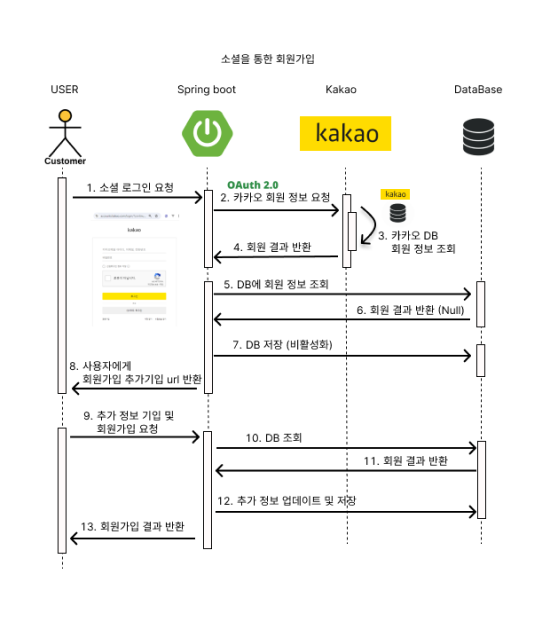 소셜을 통한 회원가입
USER
Spring boot
Kakao
DataBase
kakao
Customer
1. 소셜 로그인 요청
OAuth 2.0
2. 카카오 회원 정보 요청
kakao
3. 카카오 DB
회원 정보 조회
kakao
4. 회원 결과 반환
5. DB에 회원 정보 조회
6. 회원 결과 반환 (Null)
7. DB 저장 (비활성화)
8. 사용자에게
회원가입 추가기입 url 반환
9. 추가 정보 기입 및
회원가입 요청
10. DB 조회
11. 회원 결과 반환
12. 추가 정보 업데이트 및 저장
13. 회원가입 결과 반환